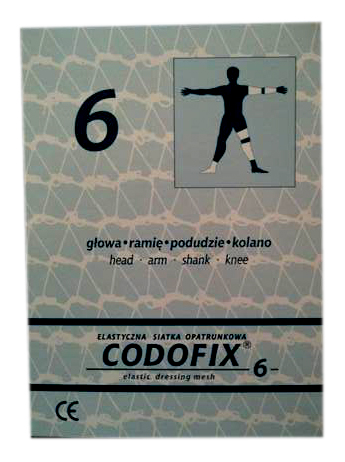 6
głowa•ramię•podudzie•kolano
head · arm · shank · knee
ELASTYCZNA SIATKA OPATRUNKOWA
CODOFIX® 6-
elastic dressing mesh
CE